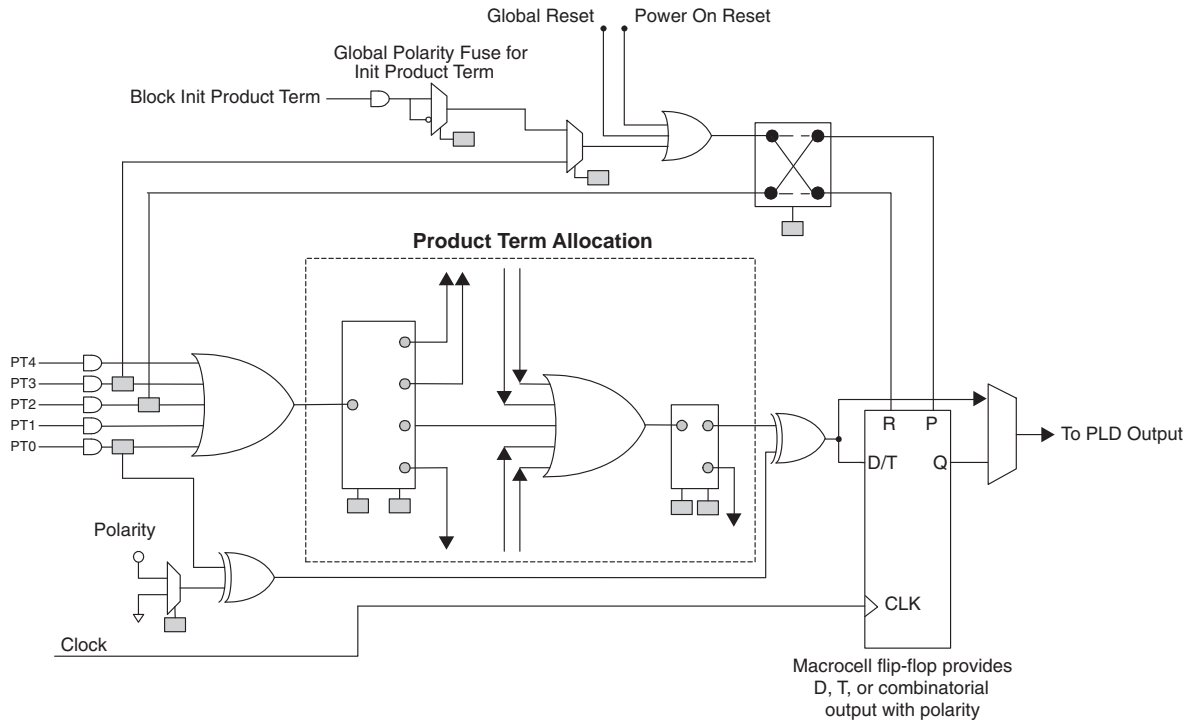 Global Reset
Power On Reset
Global Polarity Fuse for
Init Product Term
Block Init Product Term
Product Term Allocation
PT4
PT3
PT2
PT1
PT0
R
P
To PLD Output
D/T
Q
Polarity
CLK
Clock
Macrocell flip-flop provides
D, T, or combinatorial
output with polarity